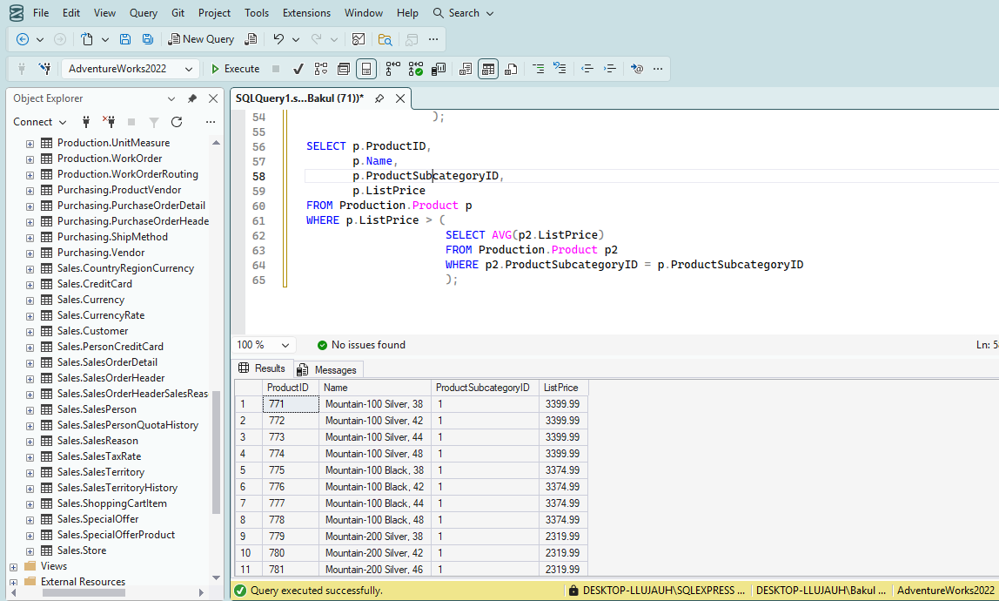 File Edit View Query Git Project Tools Extensions Window Help Search
New Query
AdventureWorks2022 Execute
Object Explorer
Connect
Production.UnitMeasure
Production.WorkOrder
Production.WorkOrderRouting
Purchasing.ProductVendor
Purchasing.PurchaseOrderDetail
Purchasing.PurchaseOrderHeade
Purchasing.ShipMethod
Purchasing.Vendor
Sales.CountryRegionCurrency
Sales.CreditCard
Sales.Currency
Sales.CurrencyRate
Sales.Customer
Sales.PersonCreditCard
Sales.SalesOrderDetail
Sales.SalesOrderHeader
Sales.SalesOrderHeaderSalesReas
Sales.SalesPerson
Sales.SalesPersonQuotaHistory
Sales.SalesReason
Sales.SalesTaxRate
Sales.SalesTerritory
Sales.SalesTerritoryHistory
Sales.ShoppingCartItem
Sales.SpecialOffer
Sales.SpecialOfferProduct
Sales.Store
Views
External Resources
SQLQuery1.s...Bakul (71))*
54 );
55
56 SELECT p.ProductID,
57 p.Name,
58 p.ProductSubcategoryID,
59 p.ListPrice
60 FROM Production.Product p
61 WHERE p.ListPrice > (
62 SELECT AVG(p2.ListPrice)
63 FROM Production.Product p2
64 WHERE p2.ProductSubcategoryID = p.ProductSubcategoryID
65 );
100 % No issues found Ln: 5
Results Messages
ProductID Name ProductSubcategoryID ListPrice
1 771 Mountain-100 Silver, 38 1 3399.99
2 772 Mountain-100 Silver, 42 1 3399.99
3 773 Mountain-100 Silver, 44 1 3399.99
4 774 Mountain-100 Silver, 48 1 3399.99
5 775 Mountain-100 Black, 38 1 3374.99
6 776 Mountain-100 Black, 42 1 3374.99
7 777 Mountain-100 Black, 44 1 3374.99
8 778 Mountain-100 Black, 48 1 3374.99
9 779 Mountain-200 Silver, 38 1 2319.99
10 780 Mountain-200 Silver, 42 1 2319.99
11 781 Mountain-200 Silver, 46 1 2319.99
Query executed successfully. DESKTOP-LLUJAUH\SQLEXPRESS ... DESKTOP-LLUJAUH\Bakul ... AdventureWorks2022